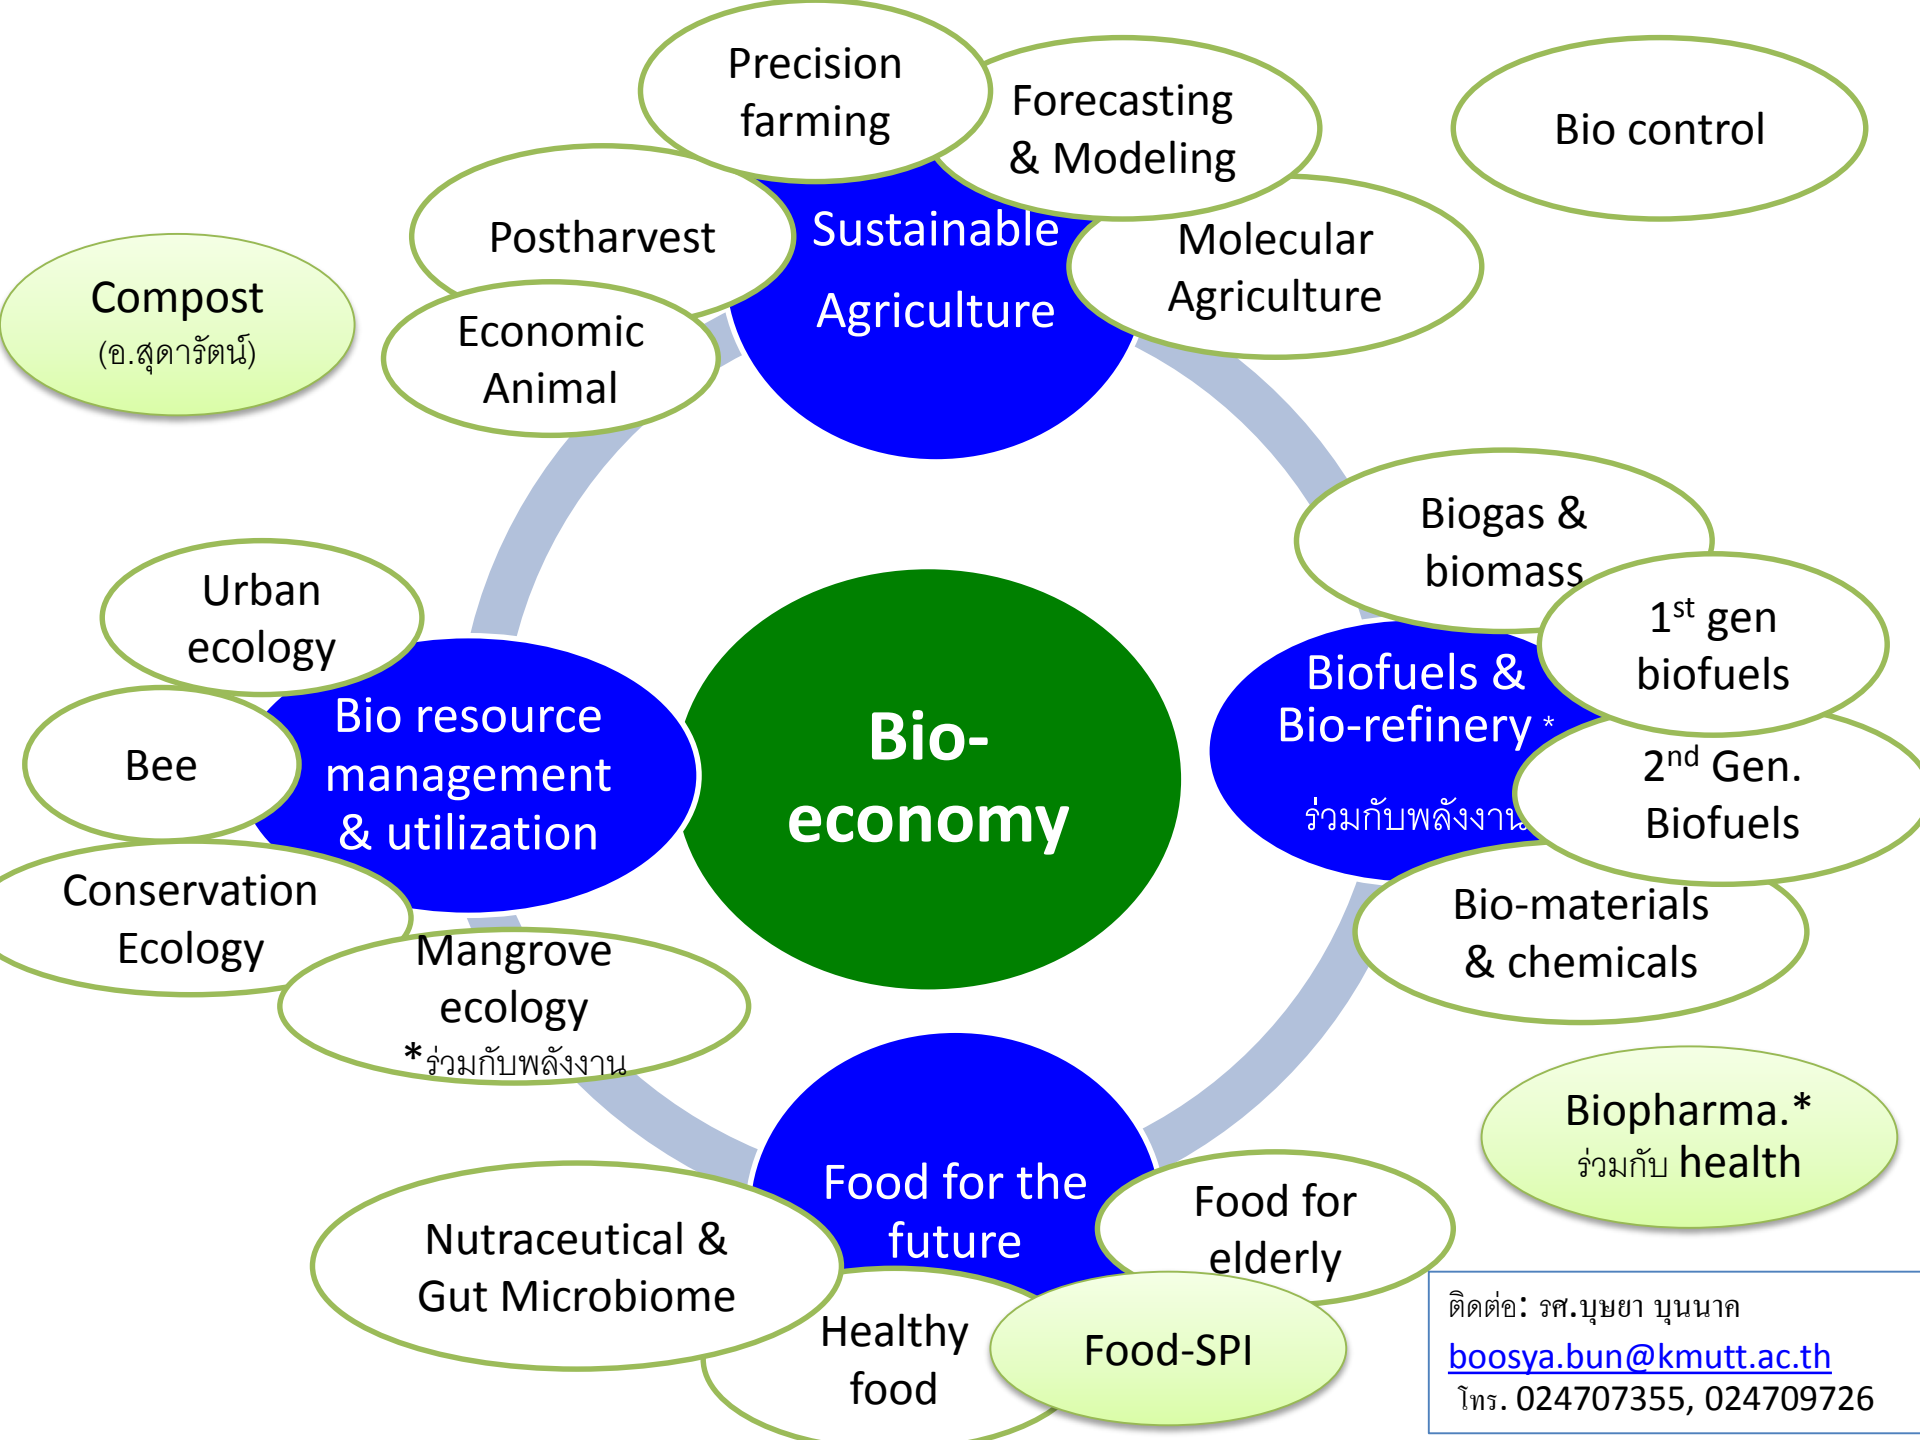 Precision
farming
Forecasting
& Modeling
Bio control
Postharvest
Sustainable
Agriculture
Molecular
Agriculture
Compost
(อ.สุดารัตน์)
Economic
Animal
Biogas &
biomass
Urban
ecology
1st gen
biofuels
Bee
Bio resource
management
& utilization
Bio-
economy
Biofuels &
Bio-refinery *
ร่วมกับพลังงาน
2nd Gen.
Biofuels
Conservation
Ecology
Mangrove
ecology
*ร่วมกับพลังงาน
Bio-materials
& chemicals
Biopharma.*
ร่วมกับ health
Food for the
future
Food for
elderly
Nutraceutical &
Gut Microbiome
Healthy
food
Food-SPI
ติดต่อ: รศ.บุษยา บุนนาค
boosya.bun@kmutt.ac.th
โทร. 024707355, 024709726